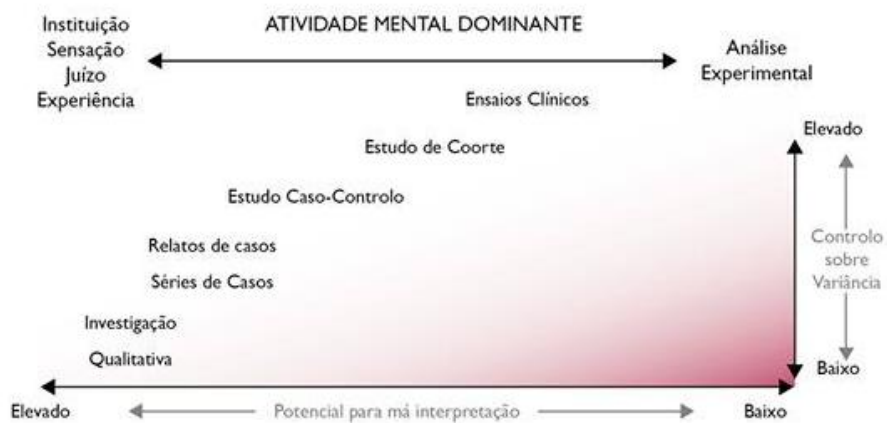 Instituição
Sensação
Juízo
Experiência
ATIVIDADE MENTAL DOMINANTE
Análise
Experimental
Ensaios Clínicos
Elevado
Estudo de Coorte
Estudo Caso-Controlo
Controlo
sobre
Variância
Relatos de casos
Séries de Casos
Investigação
Qualitativa
Baixo
Elevado
Potencial para má interpretação
Baixo